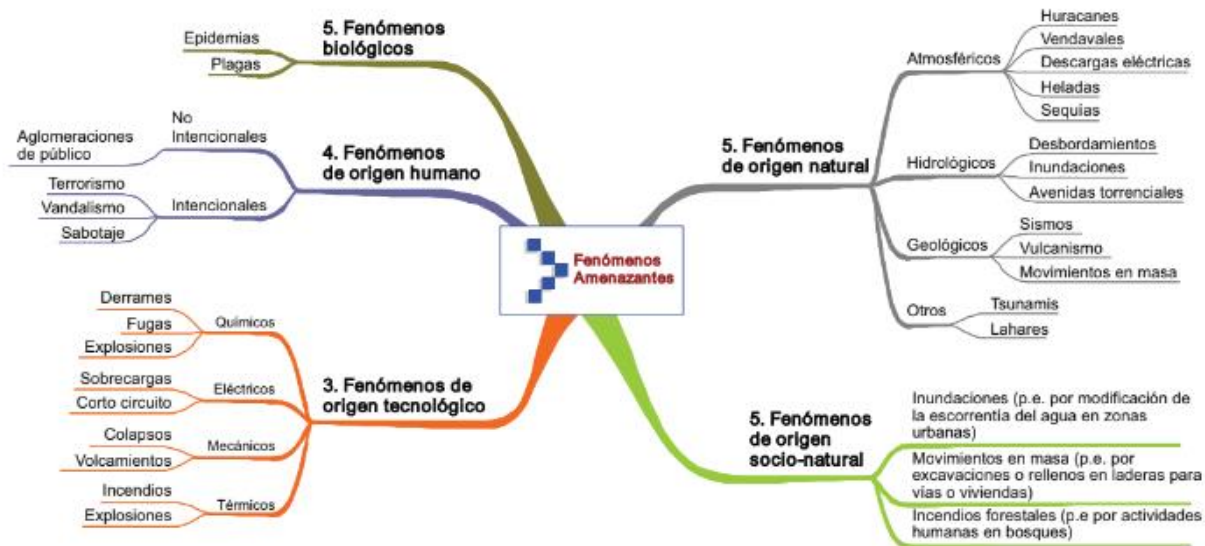 5. Fenómenos
biológicos
Epidemias
Plagas
4. Fenómenos
de origen humano
No
Intencionales
Aglomeraciones
de público
Intencionales
Terrorismo
Vandalismo
Sabotaje
3. Fenómenos de
origen tecnológico
Químicos
Derrames
Fugas
Explosiones
Eléctricos
Sobrecargas
Corto circuito
Mecánicos
Colapsos
Volcamientos
Térmicos
Incendios
Explosiones
Fenómenos
Amenazantes
5. Fenómenos
de origen natural
Atmosféricos
Huracanes
Vendavales
Descargas eléctricas
Heladas
Sequias
Hidrológicos
Desbordamientos
Inundaciones
Avenidas torrenciales
Geológicos
Sismos
Vulcanismo
Movimientos en masa
Otros
Tsunamis
Lahares
5. Fenómenos
de origen
socio-natural
Inundaciones (p.e. por modificación de
la escorrentía del agua en zonas
urbanas)
Movimientos en masa (p.e. por
excavaciones o rellenos en laderas para
vías o viviendas)
Incendios forestales (p.e por actividades
humanas en bosques)